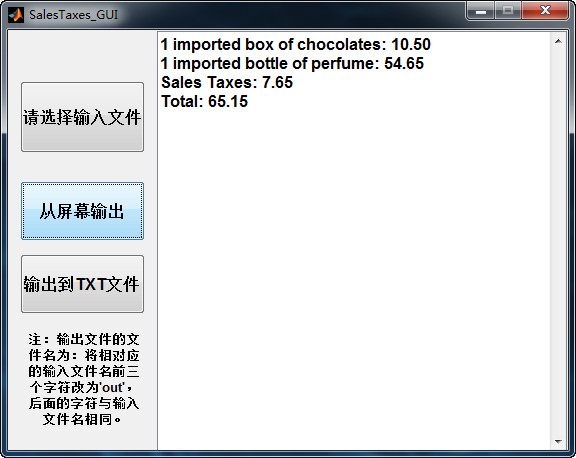 SalesTaxes_GUI
请选择输入文件
从屏幕输出
输出到TXT文件
注：输出文件的文
件名为：将相对应
的输入文件名前三
个字符改为'out'，
后面的字符与输入
文件名相同。
1 imported box of chocolates: 10.50
1 imported bottle of perfume: 54.65
Sales Taxes: 7.65
Total: 65.15